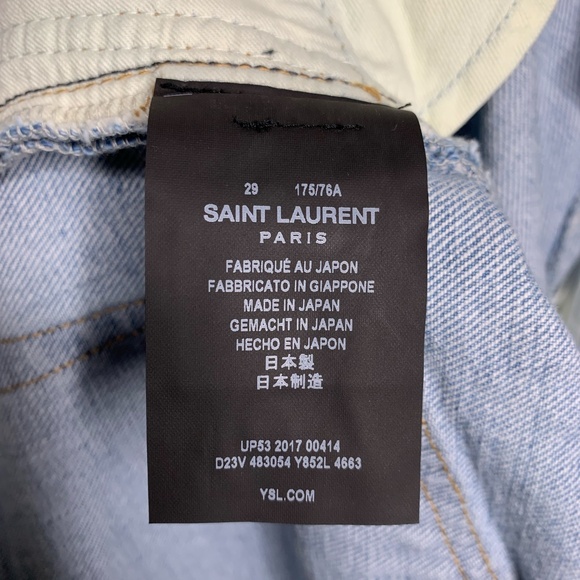 29 175/76A
SAINT LAURENT
PARIS
FABRIQUÉ AU JAPON
FABBRICATO IN GIAPPONE
MADE IN JAPAN
GEMACHT IN JAPAN
HECHO EN JAPON
日本製
日本制造
UP53 2017 00414
D23V 483054 Y852L 4663
YSL.COM